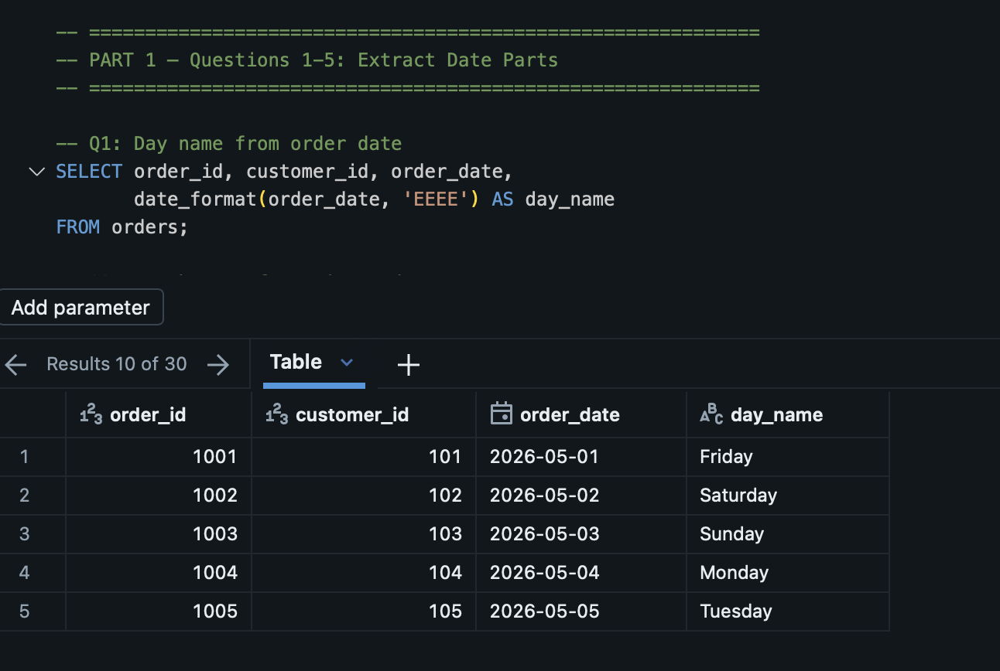 -- ============================================================
-- PART 1 – Questions 1–5: Extract Date Parts
-- ============================================================
-- Q1: Day name from order date
SELECT order_id, customer_id, order_date,
       date_format(order_date, 'EEEE') AS day_name
FROM orders;
Add parameter
Results 10 of 30 Table
order_id customer_id order_date day_name
1 1001 101 2026-05-01 Friday
2 1002 102 2026-05-02 Saturday
3 1003 103 2026-05-03 Sunday
4 1004 104 2026-05-04 Monday
5 1005 105 2026-05-05 Tuesday